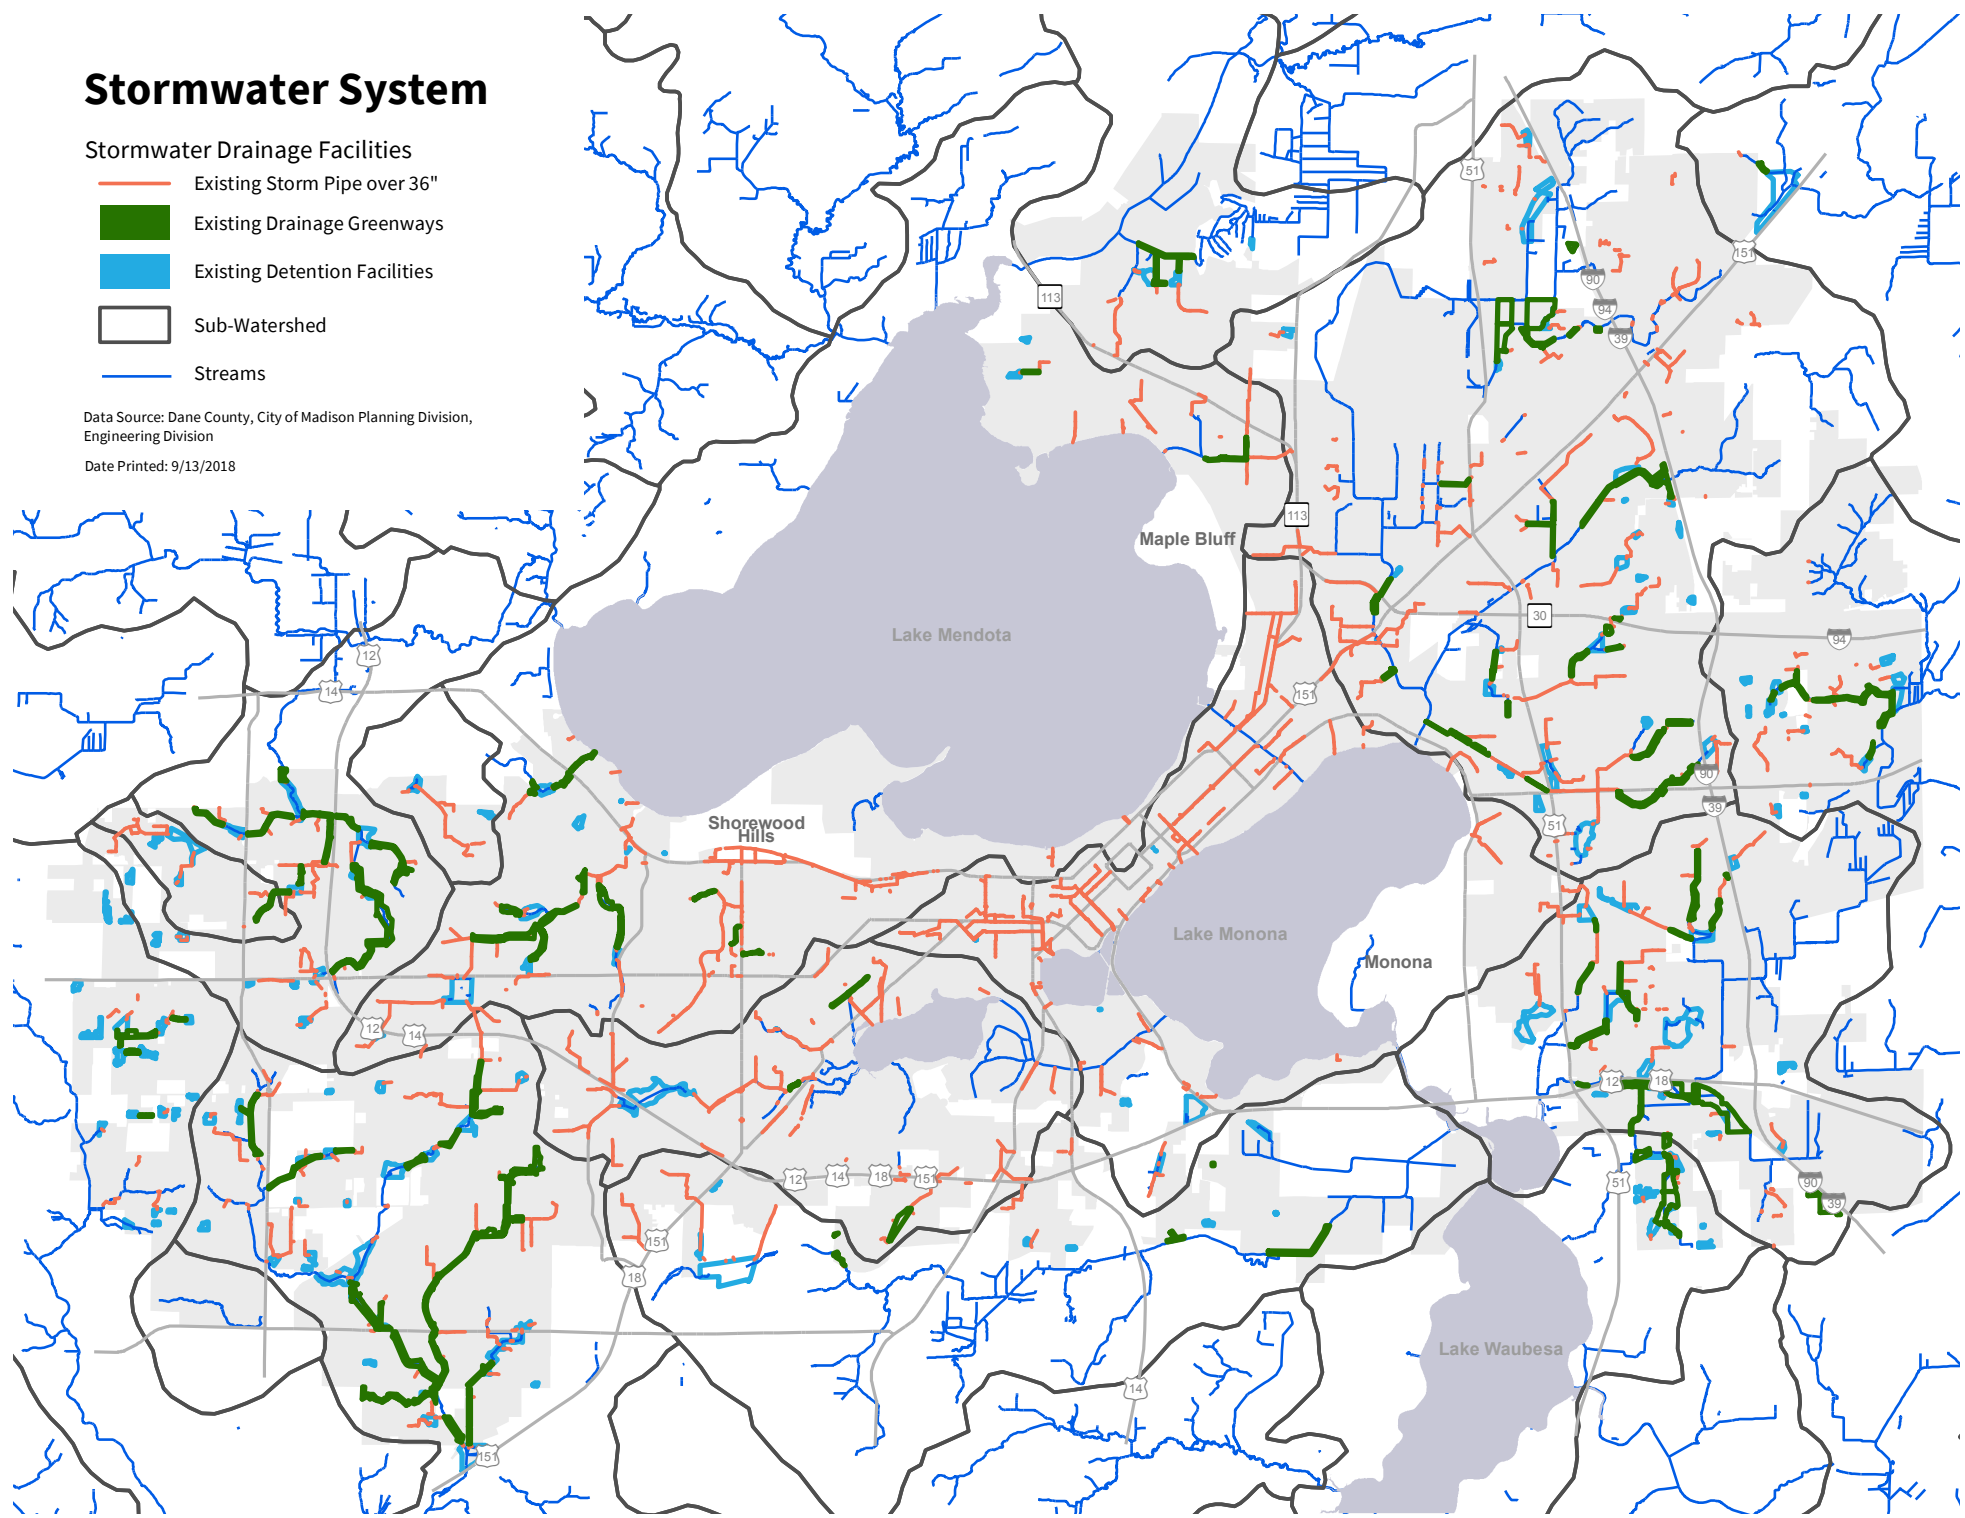 Stormwater System
Stormwater Drainage Facilities
Existing Storm Pipe over 36"
Existing Drainage Greenways
Existing Detention Facilities
Sub-Watershed
Streams
Data Source: Dane County, City of Madison Planning Division,
Engineering Division
Date Printed: 9/13/2018
51
151
90
94
39
113
113
Maple Bluff
30
94
Lake Mendota
12
14
151
90
39
51
Shorewood
Hills
Lake Monona
Monona
12
14
12
18
12
14
18
151
51
90
39
151
18
Lake Waubesa
14
151